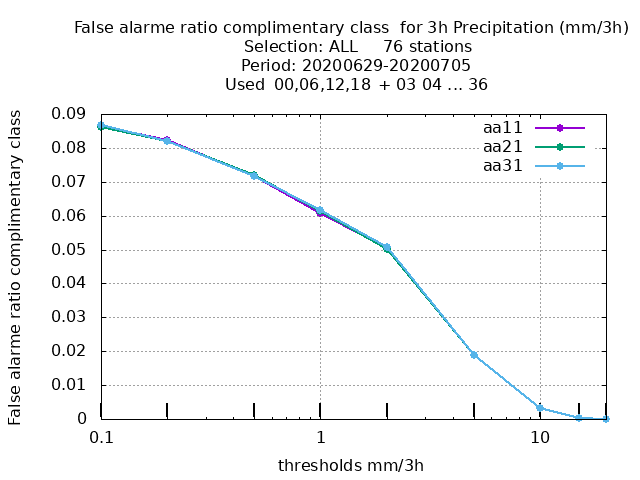 False alarme ratio complimentary class  for 3h Precipitation (mm/3h)
Selection: ALL     76 stations
Period: 20200629-20200705
Used  00,06,12,18 + 03 04 ... 36
False alarme ratio complimentary class
0.09
0.08
0.07
0.06
0.05
0.04
0.03
0.02
0.01
0
aa11
aa21
aa31
0.1
1
10
thresholds mm/3h